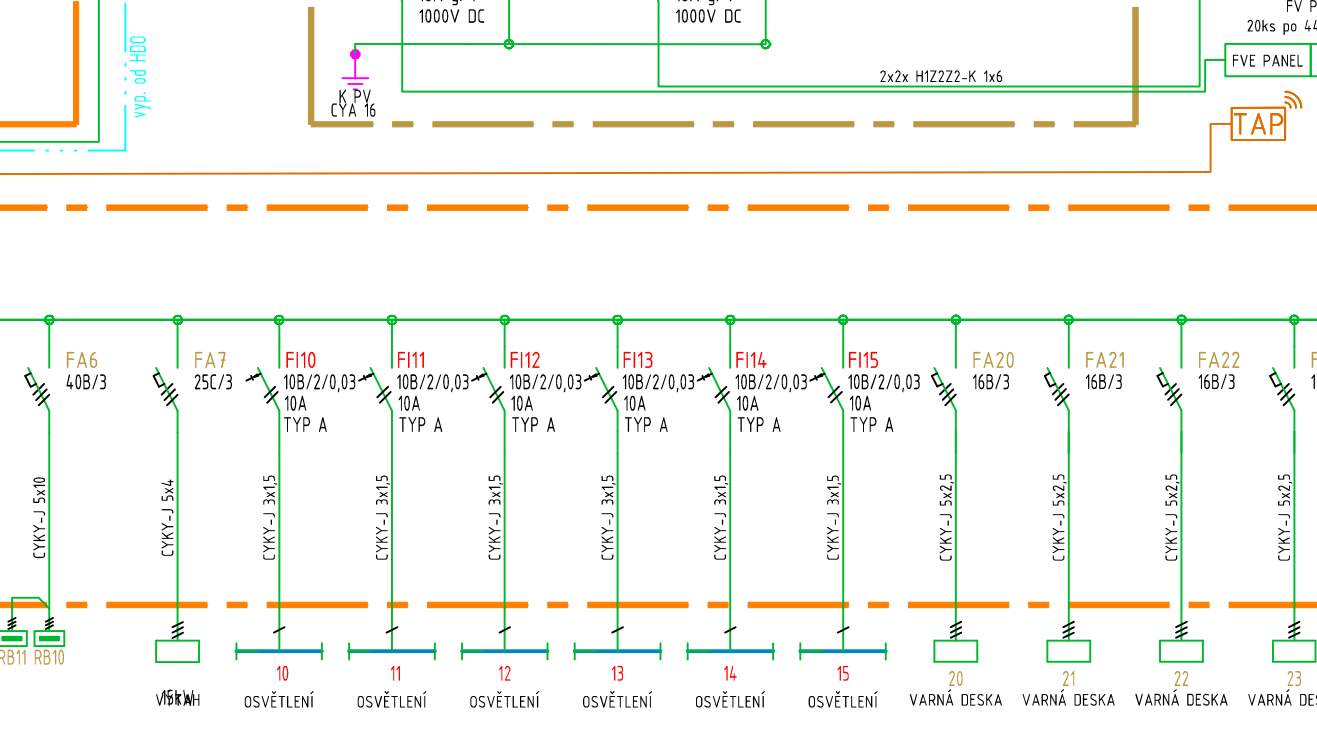 1000V DC
1000V DC
20ks po 44
FVE PANEL
vyp. od HDO
2x2x H1Z2Z2-K 1x6
K PV
CYA 16
TAP
FA6
40B/3
FA7
25C/3
FI10
10B/2/0,03
10A
TYP A
FI11
10B/2/0,03
10A
TYP A
FI12
10B/2/0,03
10A
TYP A
FI13
10B/2/0,03
10A
TYP A
FI14
10B/2/0,03
10A
TYP A
FI15
10B/2/0,03
10A
TYP A
FA20
16B/3
FA21
16B/3
FA22
16B/3
CYKY-J 5x10
CYKY-J 5x4
CYKY-J 3x1,5
CYKY-J 3x1,5
CYKY-J 3x1,5
CYKY-J 3x1,5
CYKY-J 3x1,5
CYKY-J 3x1,5
CYKY-J 5x2,5
CYKY-J 5x2,5
CYKY-J 5x2,5
CYKY-J 5x2,5
RB11
RB10
10
OSVĚTLENÍ
11
OSVĚTLENÍ
12
OSVĚTLENÍ
13
OSVĚTLENÍ
14
OSVĚTLENÍ
15
OSVĚTLENÍ
20
VARNÁ DESKA
21
VARNÁ DESKA
22
VARNÁ DESKA
23
VARNÁ